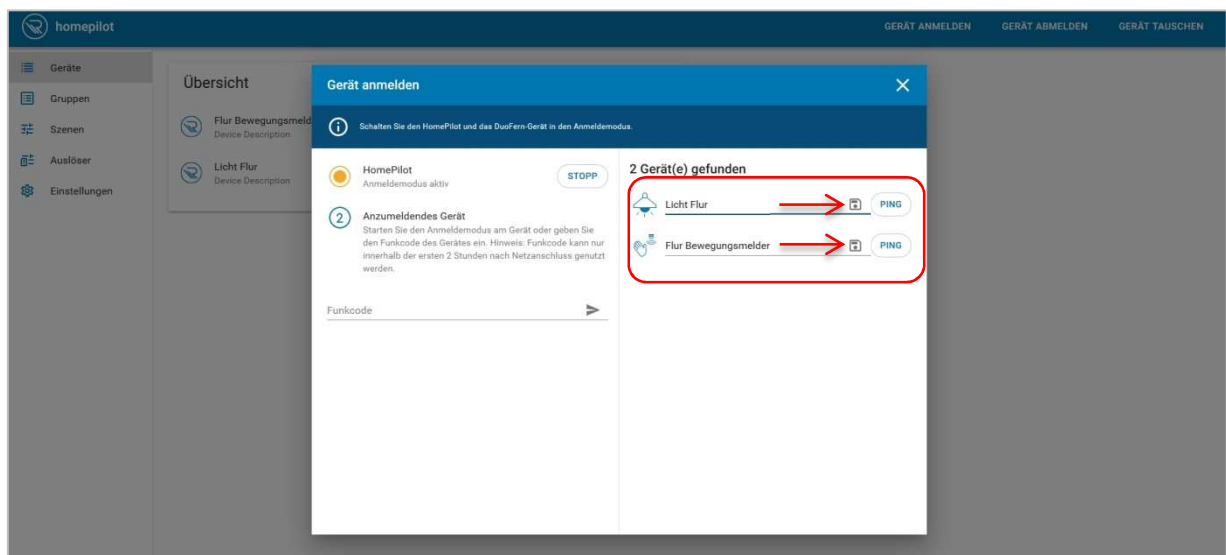 homepilot
GERÄT ANMELDEN
GERÄT ABMELDEN
GERÄT TAUSCHEN
Geräte
Gruppen
Szenen
Auslöser
Einstellungen
Übersicht
Flur Bewegungsmeld
Device Description
Licht Flur
Device Description
Gerät anmelden
Schalten Sie den HomePilot und das DuoFern-Gerät in den Anmeldemodus.
HomePilot
Anmeldemodus aktiv
STOPP
2
Anzumeldendes Gerät
Starten Sie den Anmeldemodus am Gerät oder geben Sie
den Funkcode des Gerätes ein. Hinweis: Funkcode kann nur
innerhalb der ersten 2 Stunden nach Netzanschluss genutzt
werden.
Funkcode
2 Gerät(e) gefunden
Licht Flur
PING
Flur Bewegungsmelder
PING